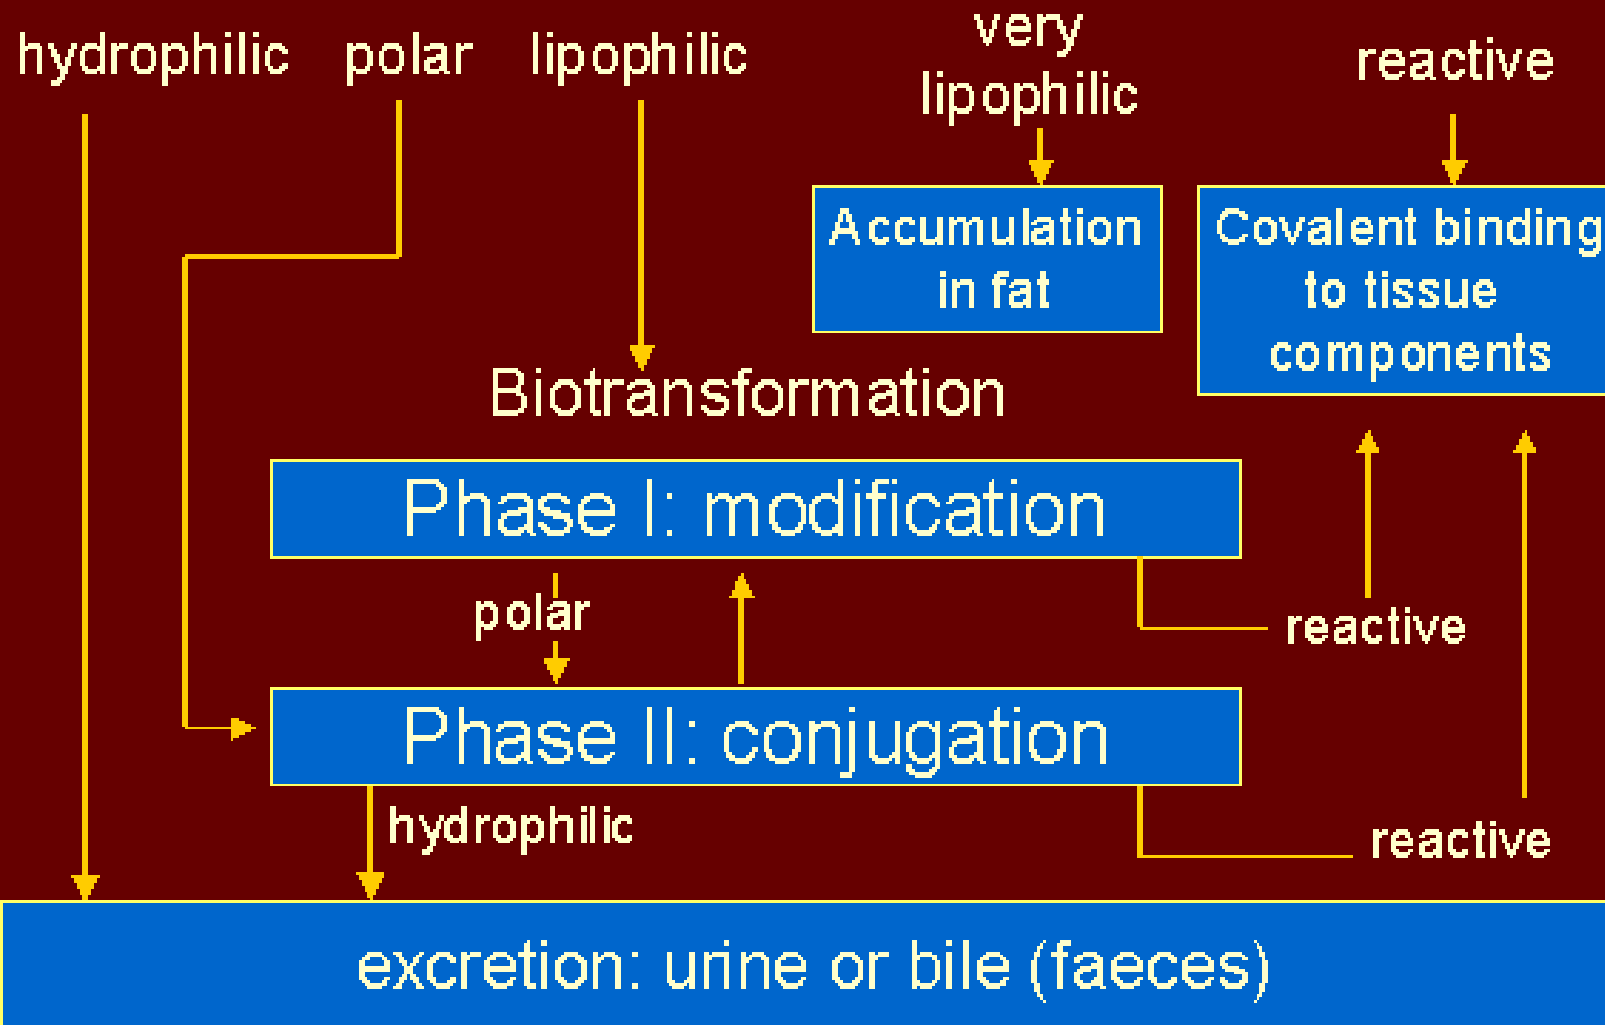 hydrophilic
polar
lipophilic
very
lipophilic
reactive
Accumulation
in fat
Covalent binding
to tissue
components
Biotransformation
Phase I: modification
polar
reactive
Phase II: conjugation
hydrophilic
reactive
excretion: urine or bile (faeces)